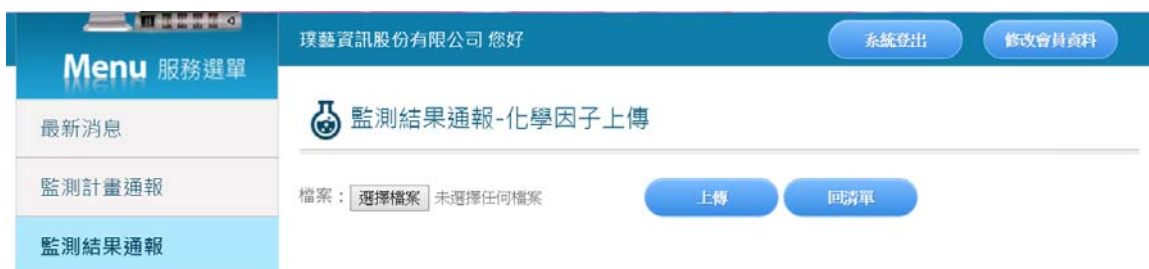 璞藝資訊股份有限公司 您好
系統登出
修改會員資料
Menu 服務選單
最新消息
監測計畫通報
監測結果通報
監測結果通報-化學因子上傳
檔案：選擇檔案 未選擇任何檔案
上傳
回清單